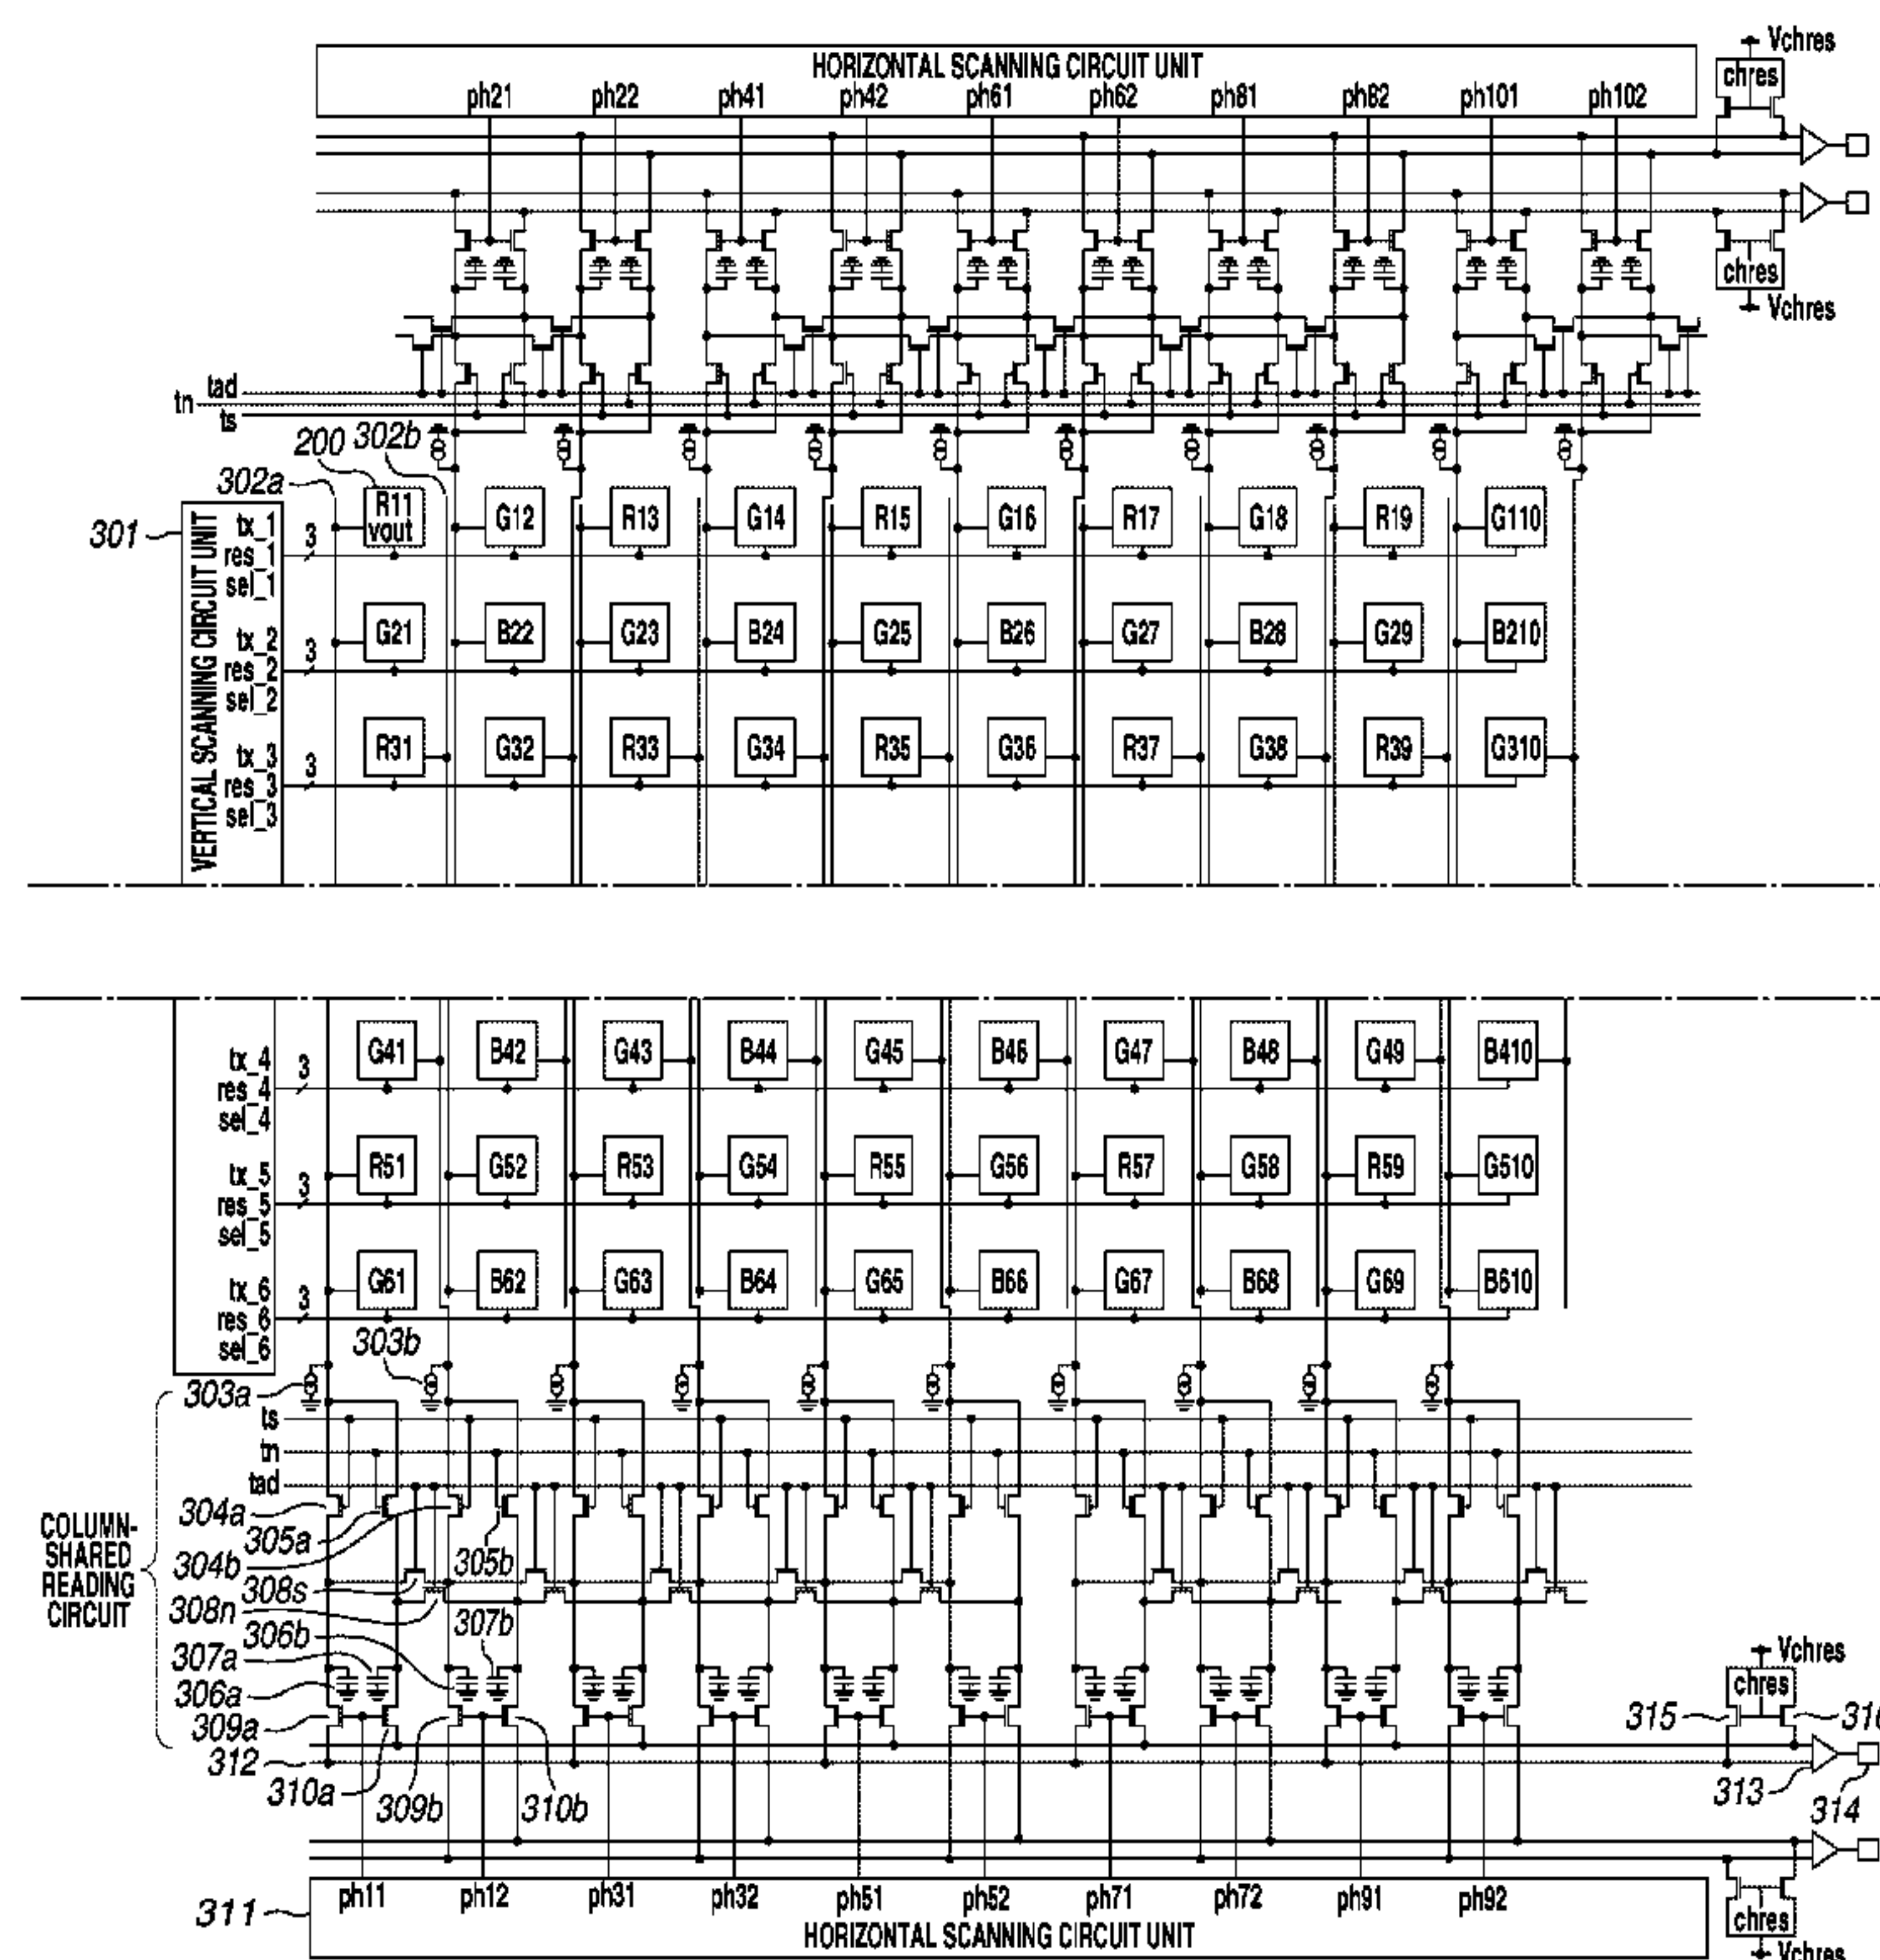 Vchres
HORIZONTAL SCANNING CIRCUIT UNIT
chres
ph21 ph22 ph41 ph42 ph61 ph62 ph81 ph82 ph101 ph102
chres
Vchres
tad
tn
ts
200 302b
302a
301
VERTICAL SCANNING CIRCUIT UNIT
tx_1 3 R11 vout G12 R13 G14 R15 G16 R17 G18 R19 G110
res_1
sel_1
tx_2 3 G21 B22 G23 B24 G25 B26 G27 B28 G29 B210
res_2
sel_2
tx_3 3 R31 G32 R33 G34 R35 G36 R37 G38 R39 G310
res_3
sel_3
tx_4 3 G41 B42 G43 B44 G45 B46 G47 B48 G49 B410
res_4
sel_4
tx_5 3 R51 G52 R53 G54 R55 G56 R57 G58 R59 G510
res_5
sel_5
tx_6 3 G61 B62 G63 B64 G65 B66 G67 B68 G69 B610
res_6
sel_6
303b
303a
ts
tn
tad
COLUMN-
SHARED
READING
CIRCUIT
304a
305a
304b 305b
308s
308n
306b 307b
307a
306a
309a
312
310a 309b 310b
Vchres
chres
315 316
313 314
311
ph11 ph12 ph31 ph32 ph51 ph52 ph71 ph72 ph91 ph92
HORIZONTAL SCANNING CIRCUIT UNIT
chres
Vchres